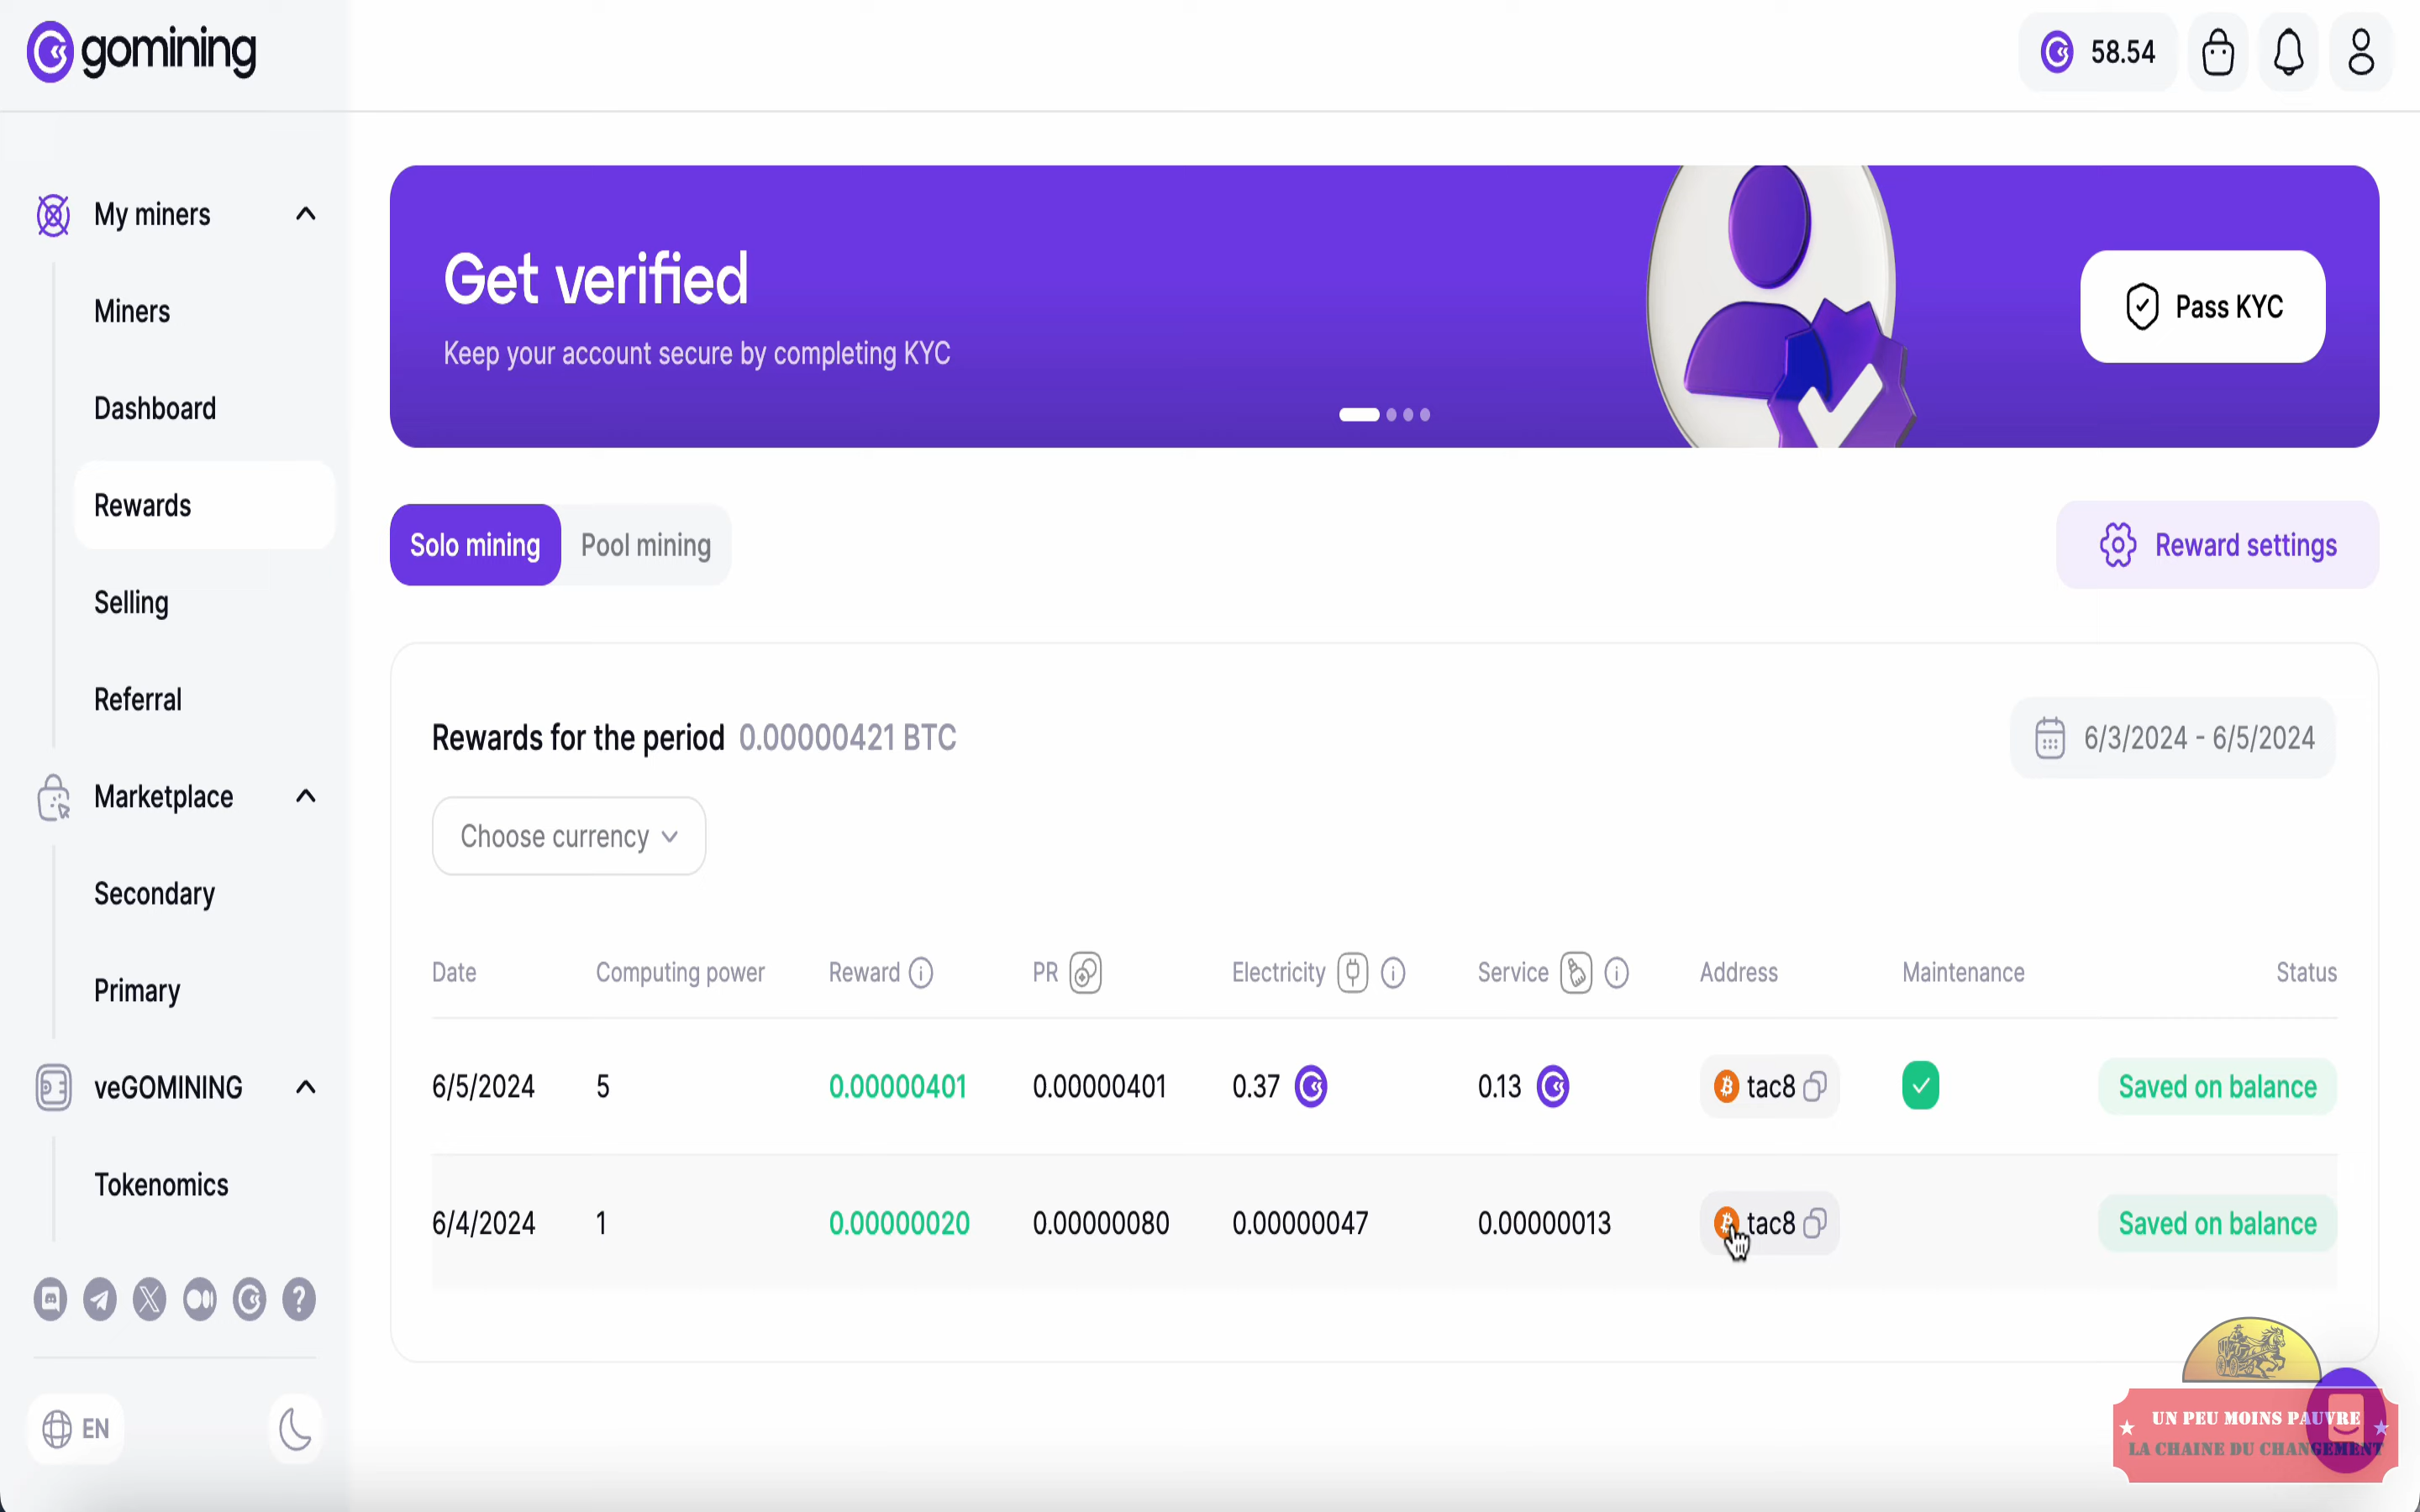 gomining
58.54
My miners
Miners
Dashboard
Rewards
Selling
Referral
Marketplace
Secondary
Primary
veGOMINING
Tokenomics
EN
Get verified
Keep your account secure by completing KYC
Pass KYC
Solo mining Pool mining
Reward settings
Rewards for the period 0.00000421 BTC
6/3/2024 - 6/5/2024
Choose currency
Date Computing power Reward PR Electricity Service Address Maintenance Status
6/5/2024 5 0.00000401 0.00000401 0.37 0.13 tac8 Saved on balance
6/4/2024 1 0.00000020 0.00000080 0.00000047 0.00000013 tac8 Saved on balance
UN PEU MOINS PAUVRE
LA CHAINE DU CHANGEMENT